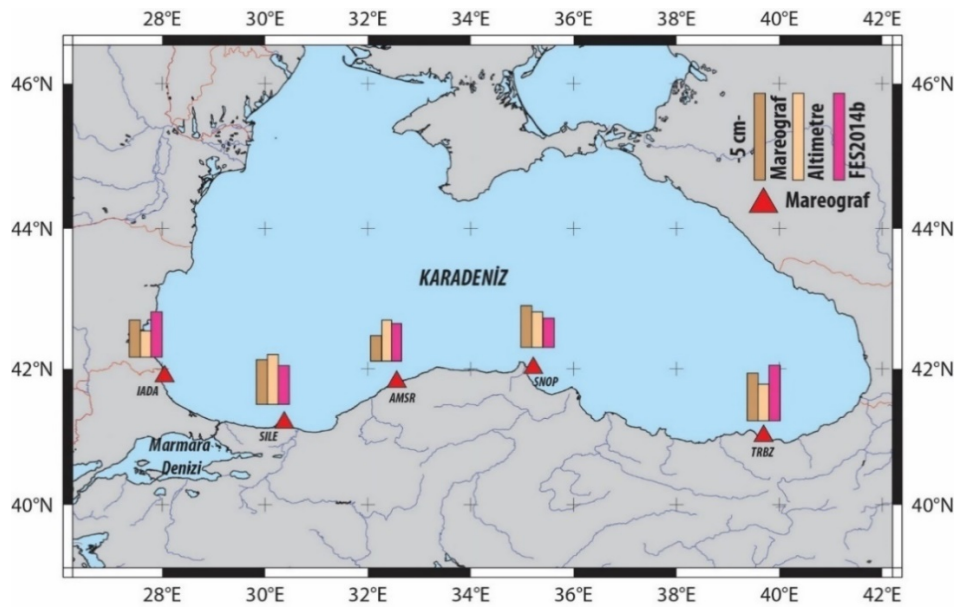 28°E 30°E 32°E 34°E 36°E 38°E 40°E 42°E
46°N 46°N
-5 cm-
Mareograf
Altimetre
FES2014b
Mareograf
44°N 44°N
KARADENİZ
42°N 42°N
IADA
SILE
AMSR
SNOP
TRBZ
Marmara
Denizi
40°N 40°N
28°E 30°E 32°E 34°E 36°E 38°E 40°E 42°E